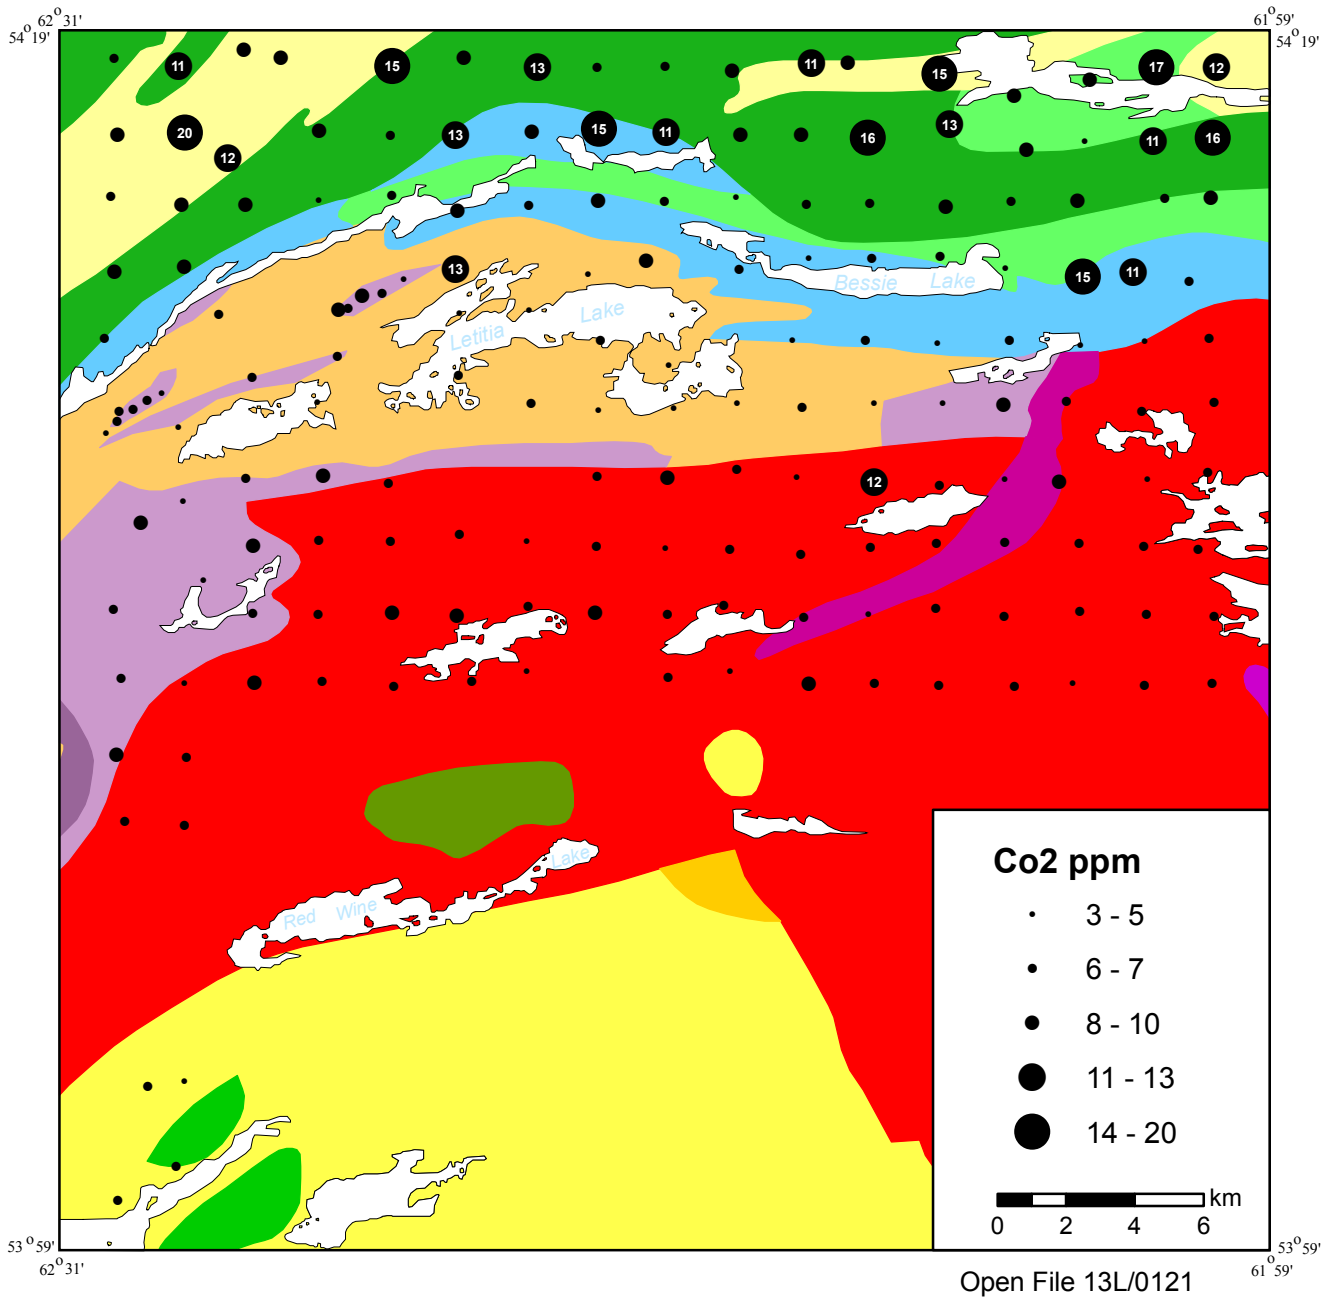 62° 31'
61° 59'
54° 19'
54° 19'
11
15
13
11
15
17
12
20
12
13
15
11
16
13
11
16
13
15
11
Bessie Lake
Letitia Lake
12
Lake
Red Wine
Co2 ppm
3 - 5
6 - 7
8 - 10
11 - 13
14 - 20
km
0 2 4 6
53° 59'
53° 59'
62° 31'
61° 59'
Open File 13L/0121